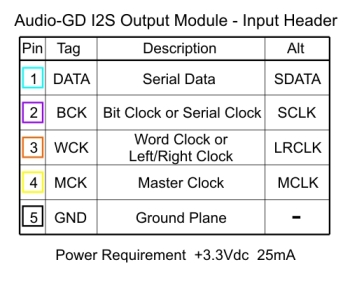 Audio-GD I2S Output Module - Input Header
Pin Tag Description Alt
1 DATA Serial Data SDATA
2 BCK Bit Clock or Serial Clock SCLK
3 WCK Word Clock or Left/Right Clock LRCLK
4 MCK Master Clock MCLK
5 GND Ground Plane -
Power Requirement +3.3Vdc 25mA